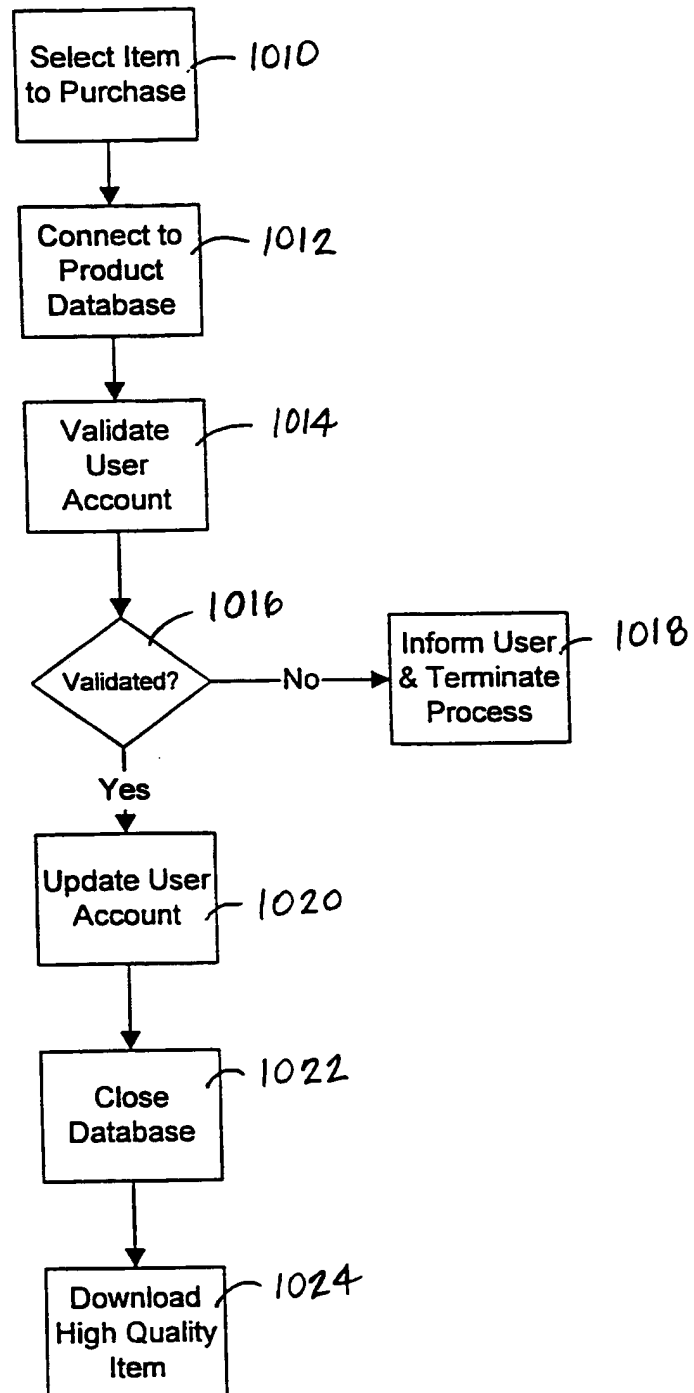 Select Item
to Purchase
1010
Connect to
Product
Database
1012
Validate
User
Account
1014
Validated?
1016
No
Inform User
& Terminate
Process
1018
Yes
Update User
Account
1020
Close
Database
1022
Download
High Quality
Item
1024